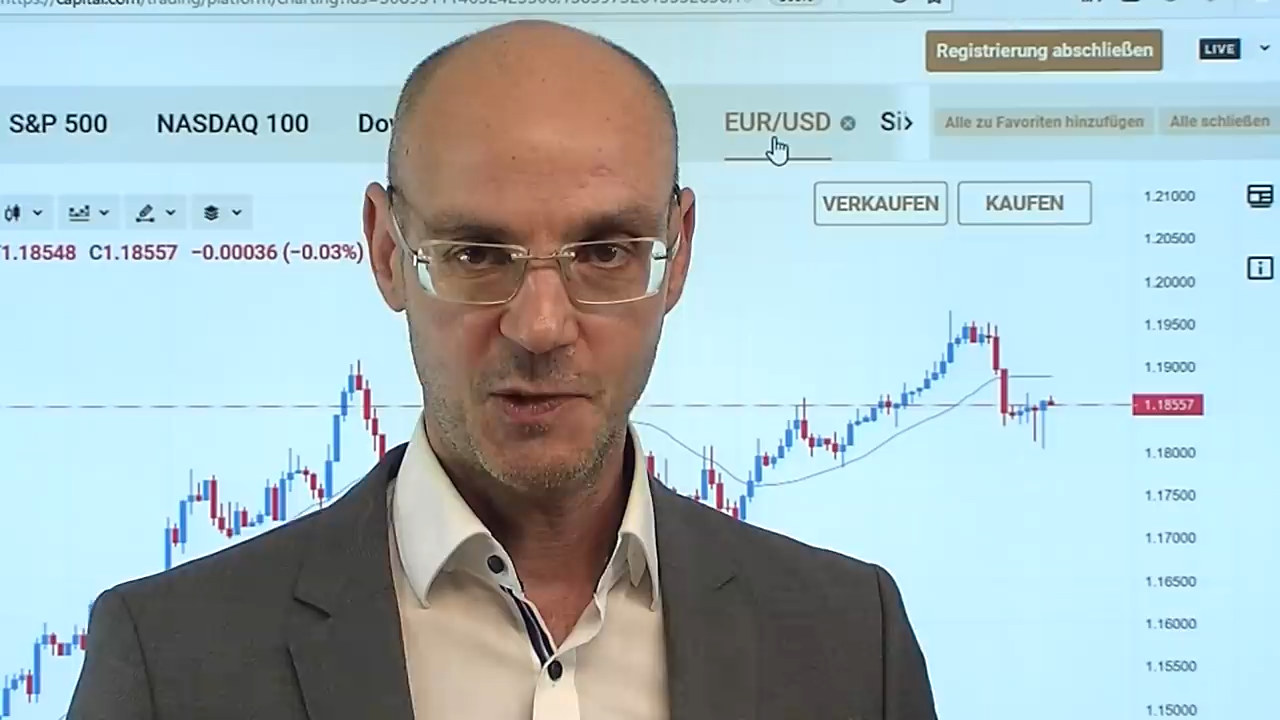 S&P 500 NASDAQ 100 EUR/USD
Registrierung abschließen
LIVE
Alle zu Favoriten hinzufügen
Alle schließen
VERKAUFEN
KAUFEN
1.18548 C1.18557 −0.00036 (−0.03%)
1.21000
1.20500
1.20000
1.19500
1.19000
1.18557
1.18000
1.17500
1.17000
1.16500
1.16000
1.15500
1.15000